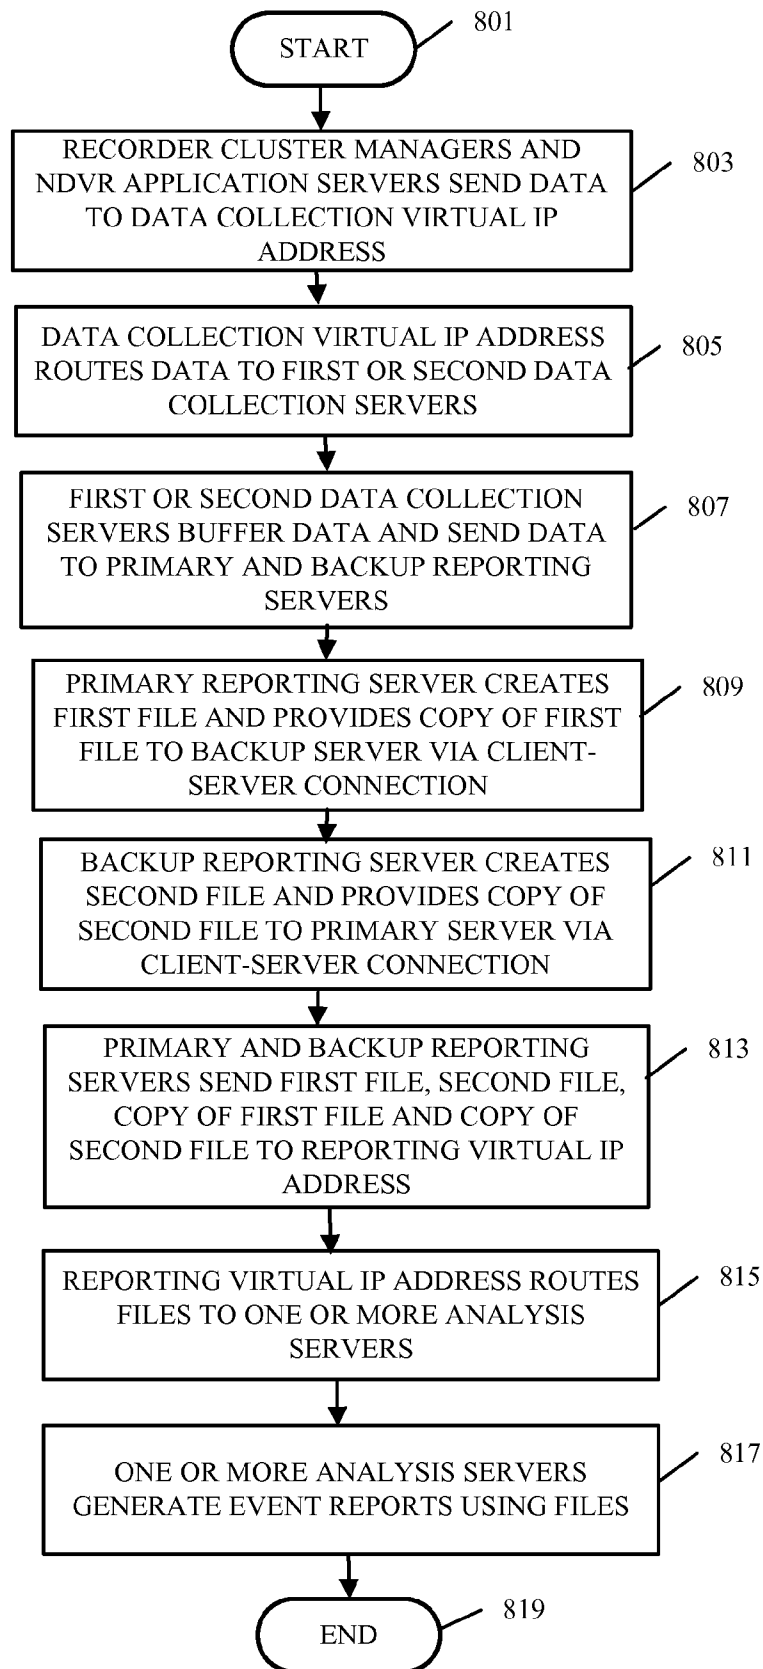 START
801
RECORDER CLUSTER MANAGERS AND
NDVR APPLICATION SERVERS SEND DATA
TO DATA COLLECTION VIRTUAL IP
ADDRESS
803
DATA COLLECTION VIRTUAL IP ADDRESS
ROUTES DATA TO FIRST OR SECOND DATA
COLLECTION SERVERS
805
FIRST OR SECOND DATA COLLECTION
SERVERS BUFFER DATA AND SEND DATA
TO PRIMARY AND BACKUP REPORTING
SERVERS
807
PRIMARY REPORTING SERVER CREATES
FIRST FILE AND PROVIDES COPY OF FIRST
FILE TO BACKUP SERVER VIA CLIENT-
SERVER CONNECTION
809
BACKUP REPORTING SERVER CREATES
SECOND FILE AND PROVIDES COPY OF
SECOND FILE TO PRIMARY SERVER VIA
CLIENT-SERVER CONNECTION
811
PRIMARY AND BACKUP REPORTING
SERVERS SEND FIRST FILE, SECOND FILE,
COPY OF FIRST FILE AND COPY OF
SECOND FILE TO REPORTING VIRTUAL IP
ADDRESS
813
REPORTING VIRTUAL IP ADDRESS ROUTES
FILES TO ONE OR MORE ANALYSIS
SERVERS
815
ONE OR MORE ANALYSIS SERVERS
GENERATE EVENT REPORTS USING FILES
817
END
819